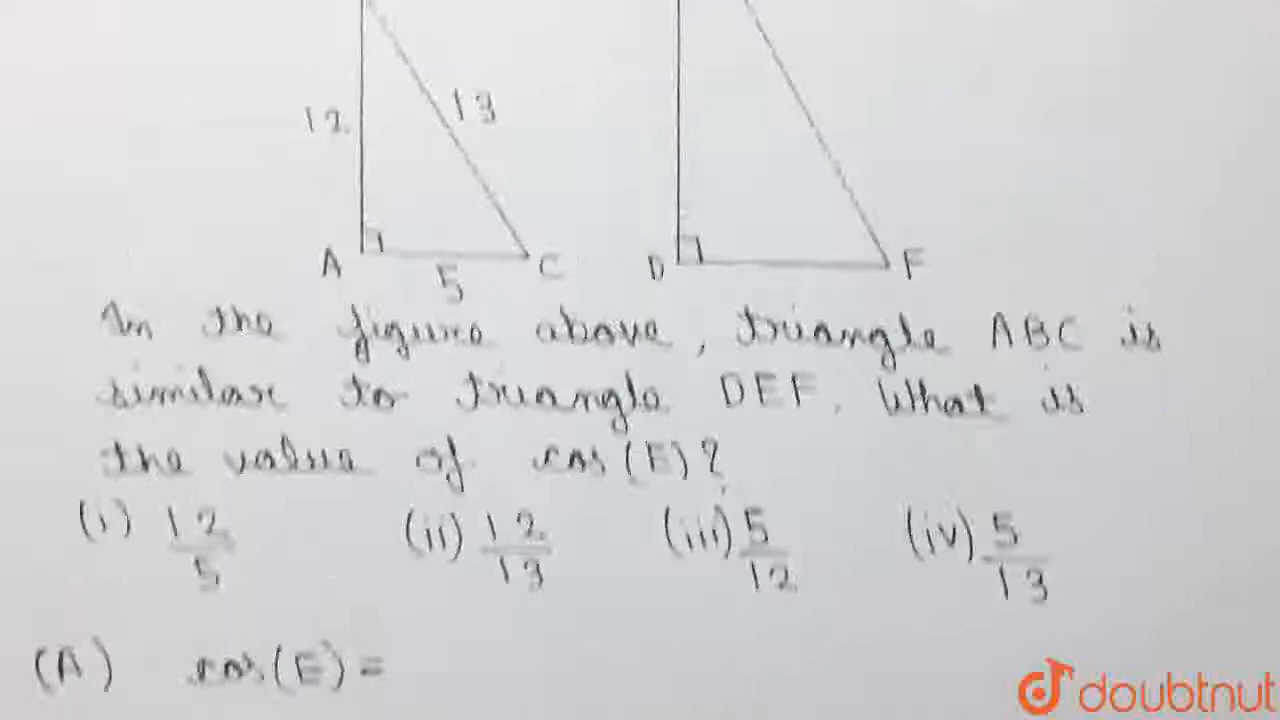 12
13
A
5
C
D
F
In the figure above, triangle ABC is
similar to triangle DEF. What is
the value of cos(E)?
(i) 12/5 (ii) 12/13 (iii) 5/12 (iv) 5/13
(A) cos(E) =
doubtnut